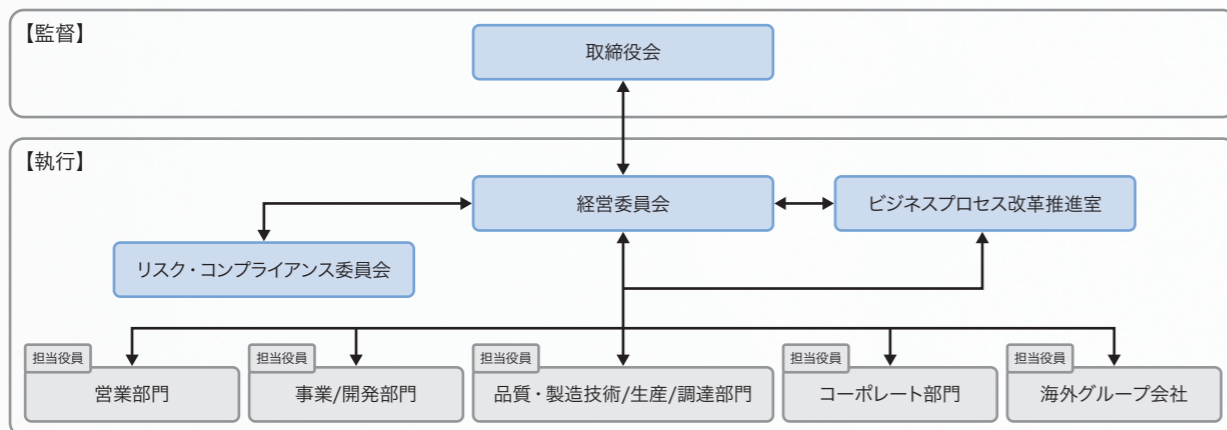 【監督】
取締役会
【執行】
経営委員会
ビジネスプロセス改革推進室
リスク・コンプライアンス委員会
担当役員
営業部門
担当役員
事業/開発部門
担当役員
品質・製造技術/生産/調達部門
担当役員
コーポレート部門
担当役員
海外グループ会社